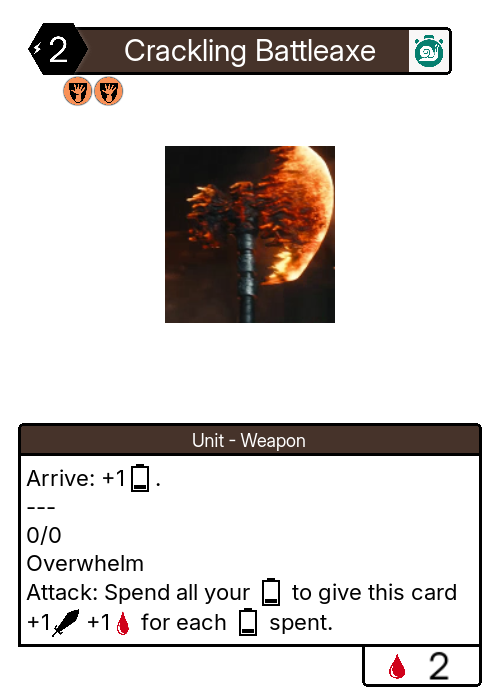 2
Crackling Battleaxe
Unit - Weapon
Arrive: +1 .
---
0/0
Overwhelm
Attack: Spend all your to give this card
+1 +1 for each spent.
2